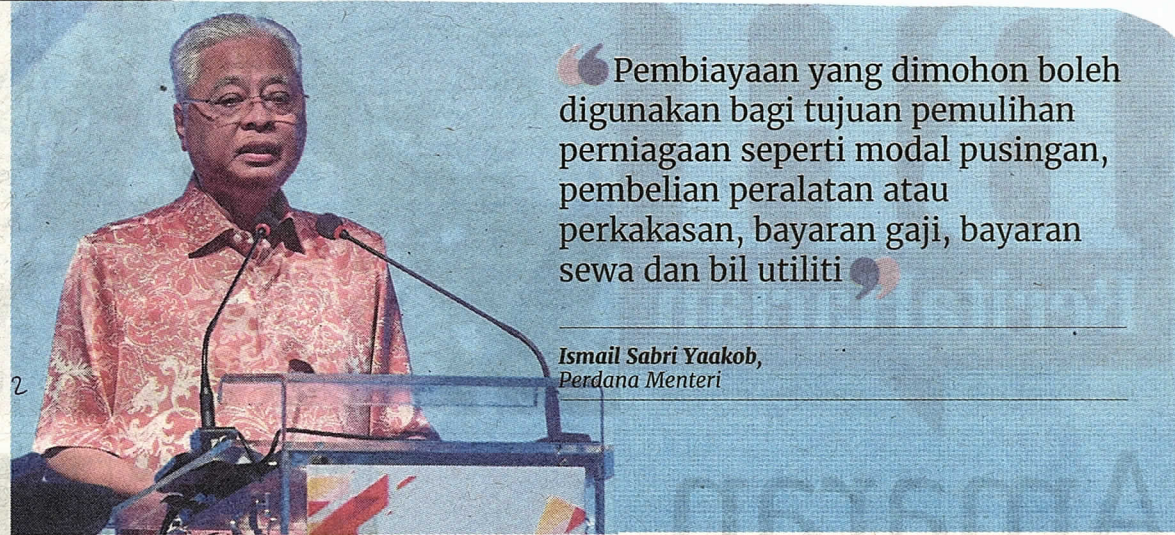 “Pembiayaan yang dimohon boleh
digunakan bagi tujuan pemulihan
perniagaan seperti modal pusingan,
pembelian peralatan atau
perkakasan, bayaran gaji, bayaran
sewa dan bil utiliti”
Ismail Sabri Yaakob,
Perdana Menteri
2